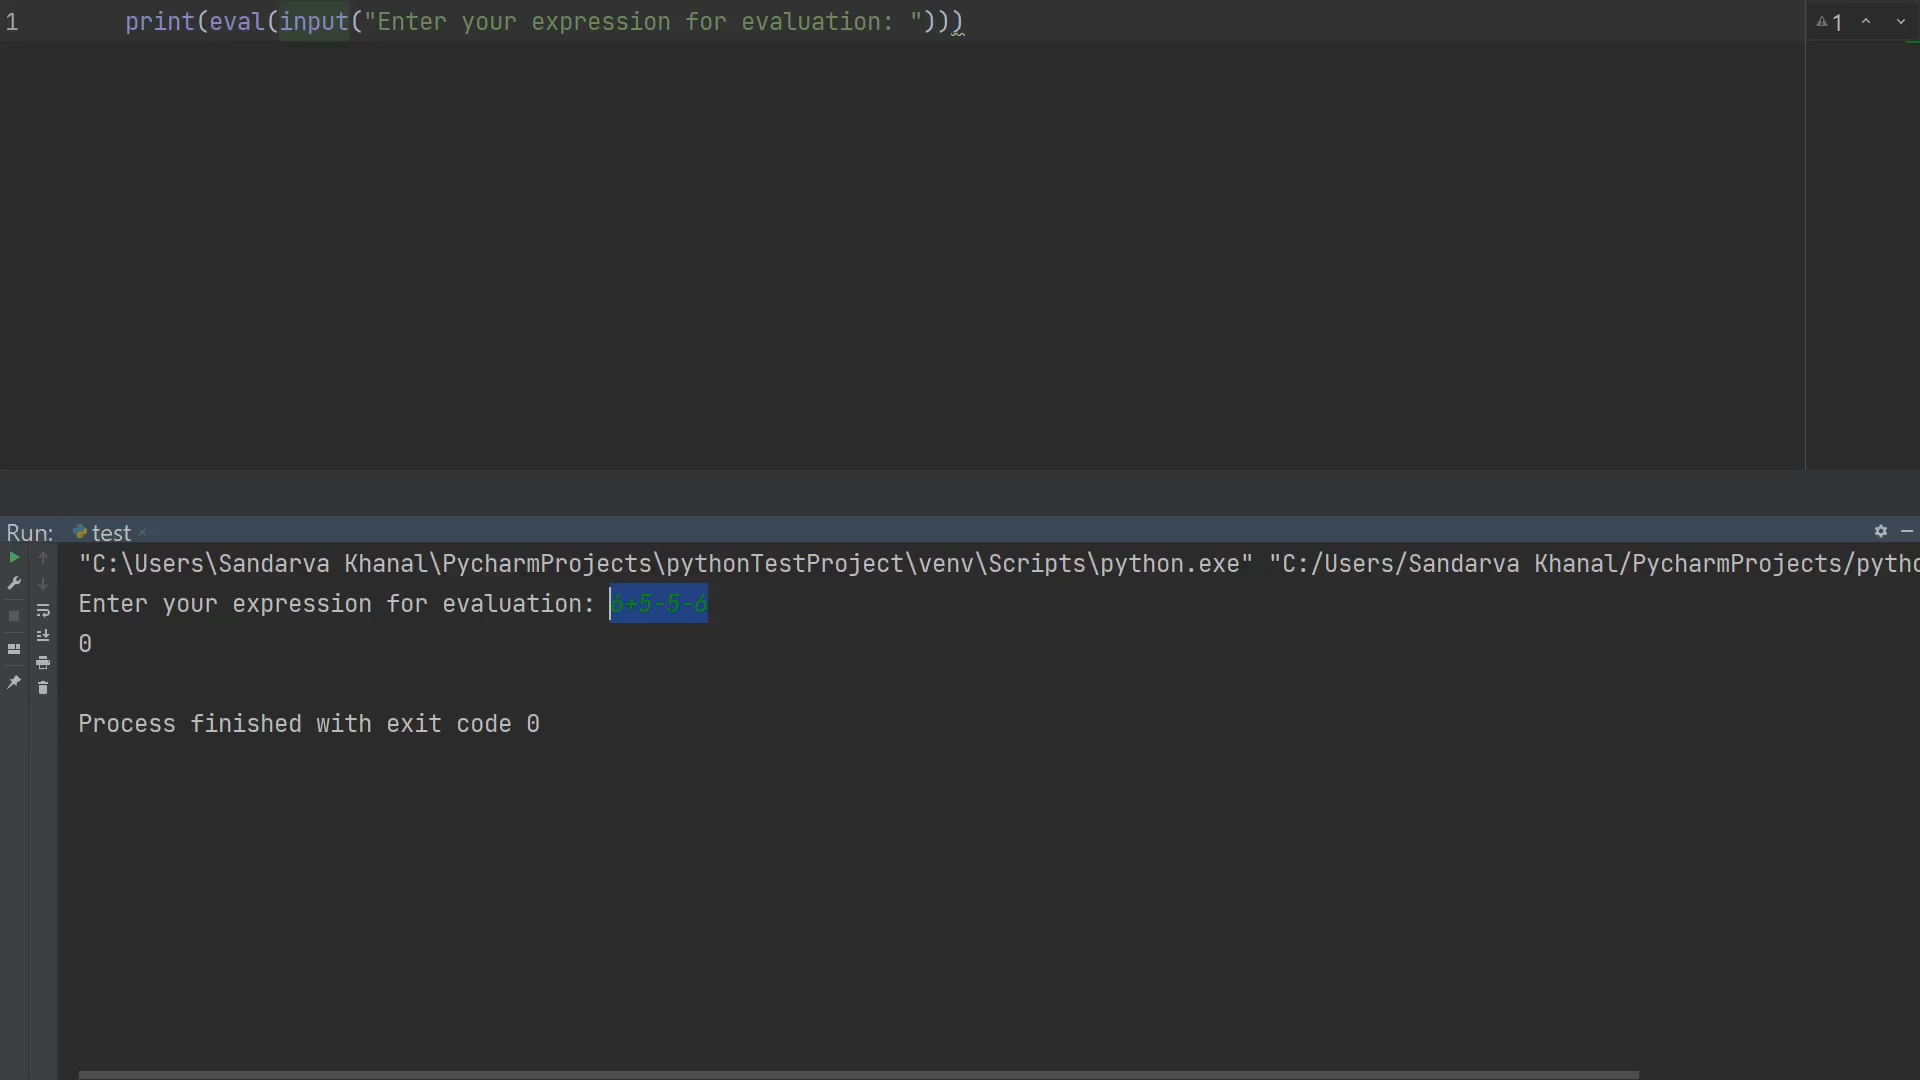 1 print(eval(input("Enter your expression for evaluation: ")))
1
Run: test
"C:\Users\Sandarva Khanal\PycharmProjects\pythonTestProject\venv\Scripts\python.exe" "C:/Users/Sandarva Khanal/PycharmProjects/pytho
Enter your expression for evaluation: 6+5-5-6
0
Process finished with exit code 0